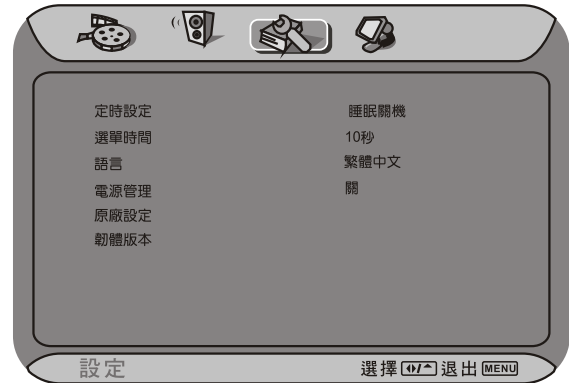 定時設定 睡眠關機
選單時間 10秒
語言 繁體中文
電源管理 關
原廠設定
韌體版本
設定 選擇 退出 MENU